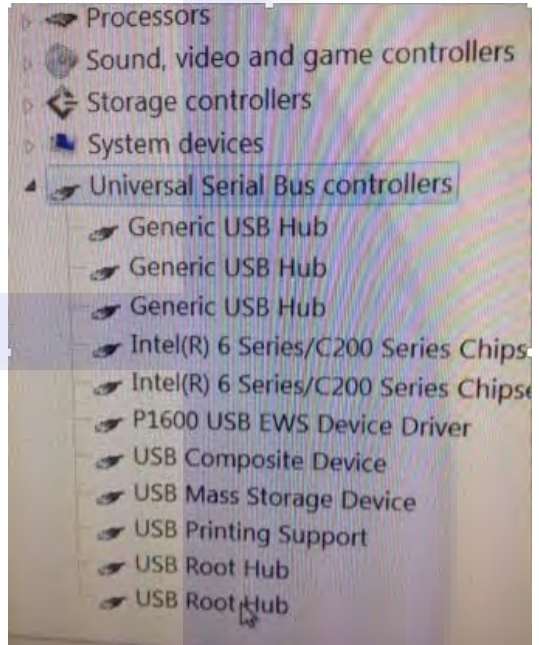 Processors
Sound, video and game controllers
Storage controllers
System devices
Universal Serial Bus controllers
Generic USB Hub
Generic USB Hub
Generic USB Hub
Intel(R) 6 Series/C200 Series Chips
Intel(R) 6 Series/C200 Series Chipse
P1600 USB EWS Device Driver
USB Composite Device
USB Mass Storage Device
USB Printing Support
USB Root Hub
USB Root Hub